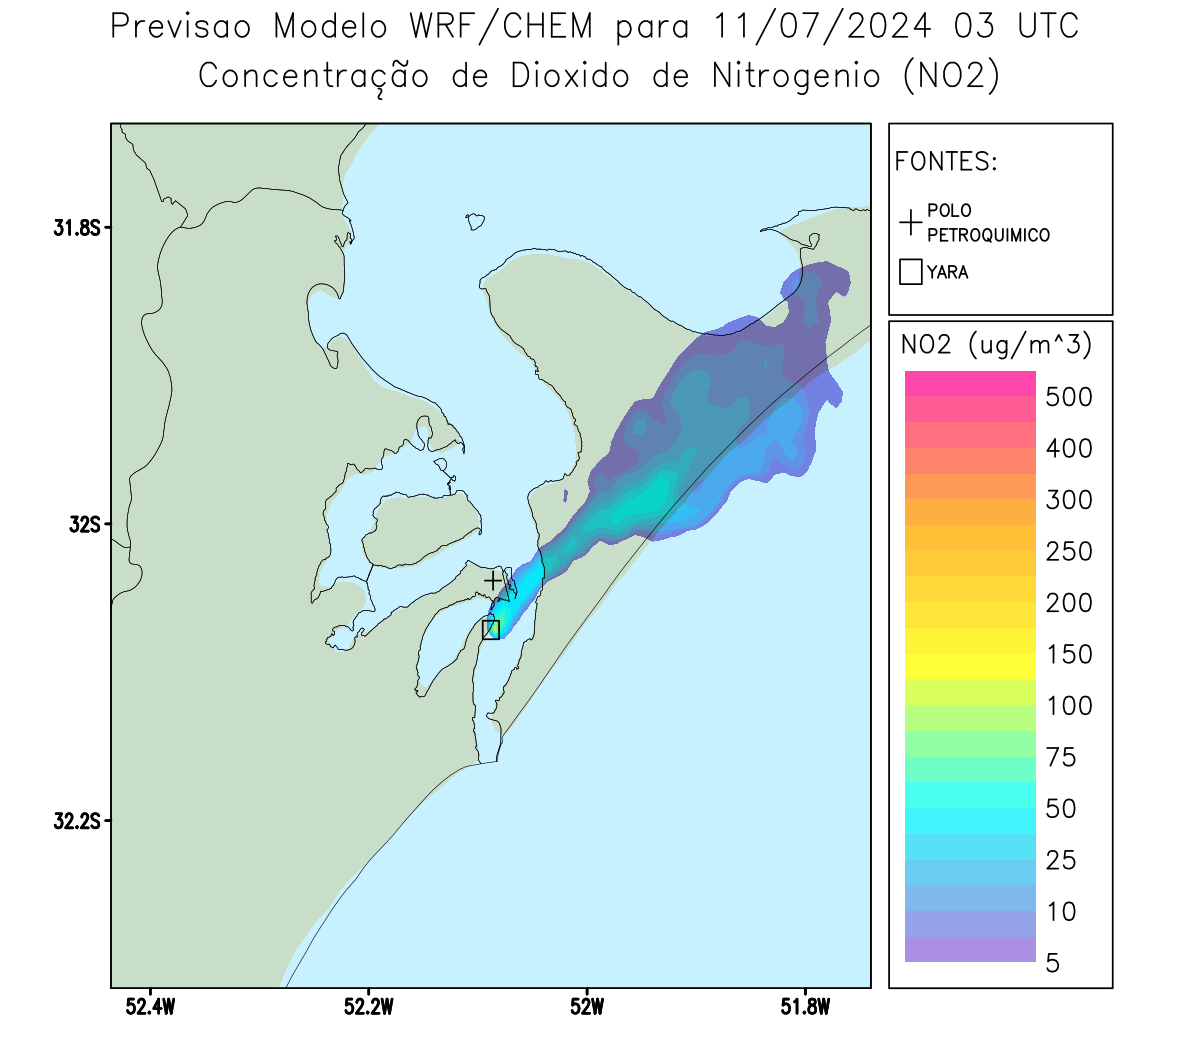 Previsao Modelo WRF/CHEM para 11/07/2024 03 UTC
Concentração de Dioxido de Nitrogenio (NO2)
FONTES:
POLO
PETROQUIMICO
YARA
31.8S
32S
32.2S
52.4W
52.2W
52W
51.8W
NO2 (ug/m^3)
500
400
300
250
200
150
100
75
50
25
10
5